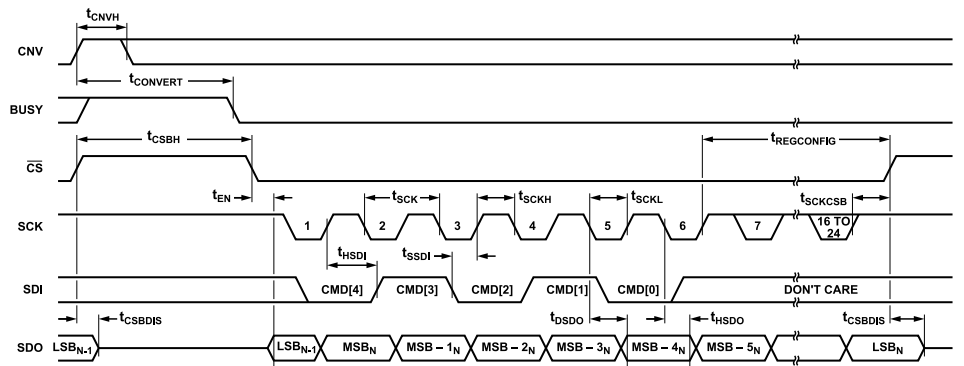 tCNVH
CNV
tCONVERT
BUSY
tCSBH
tREGCONFIG
CS
tEN
tSCK
tSCKH
tSCKL
tSCKCSB
SCK
1
2
3
4
5
6
7
16 TO
24
tHSDI
tSSDI
SDI
CMD[4]
CMD[3]
CMD[2]
CMD[1]
CMD[0]
DON'T CARE
tCSBDIS
tDSDO
tHSDO
tCSBDIS
SDO
LSBN-1
LSBN-1
MSBN
MSB – 1N
MSB – 2N
MSB – 3N
MSB – 4N
MSB – 5N
LSBN